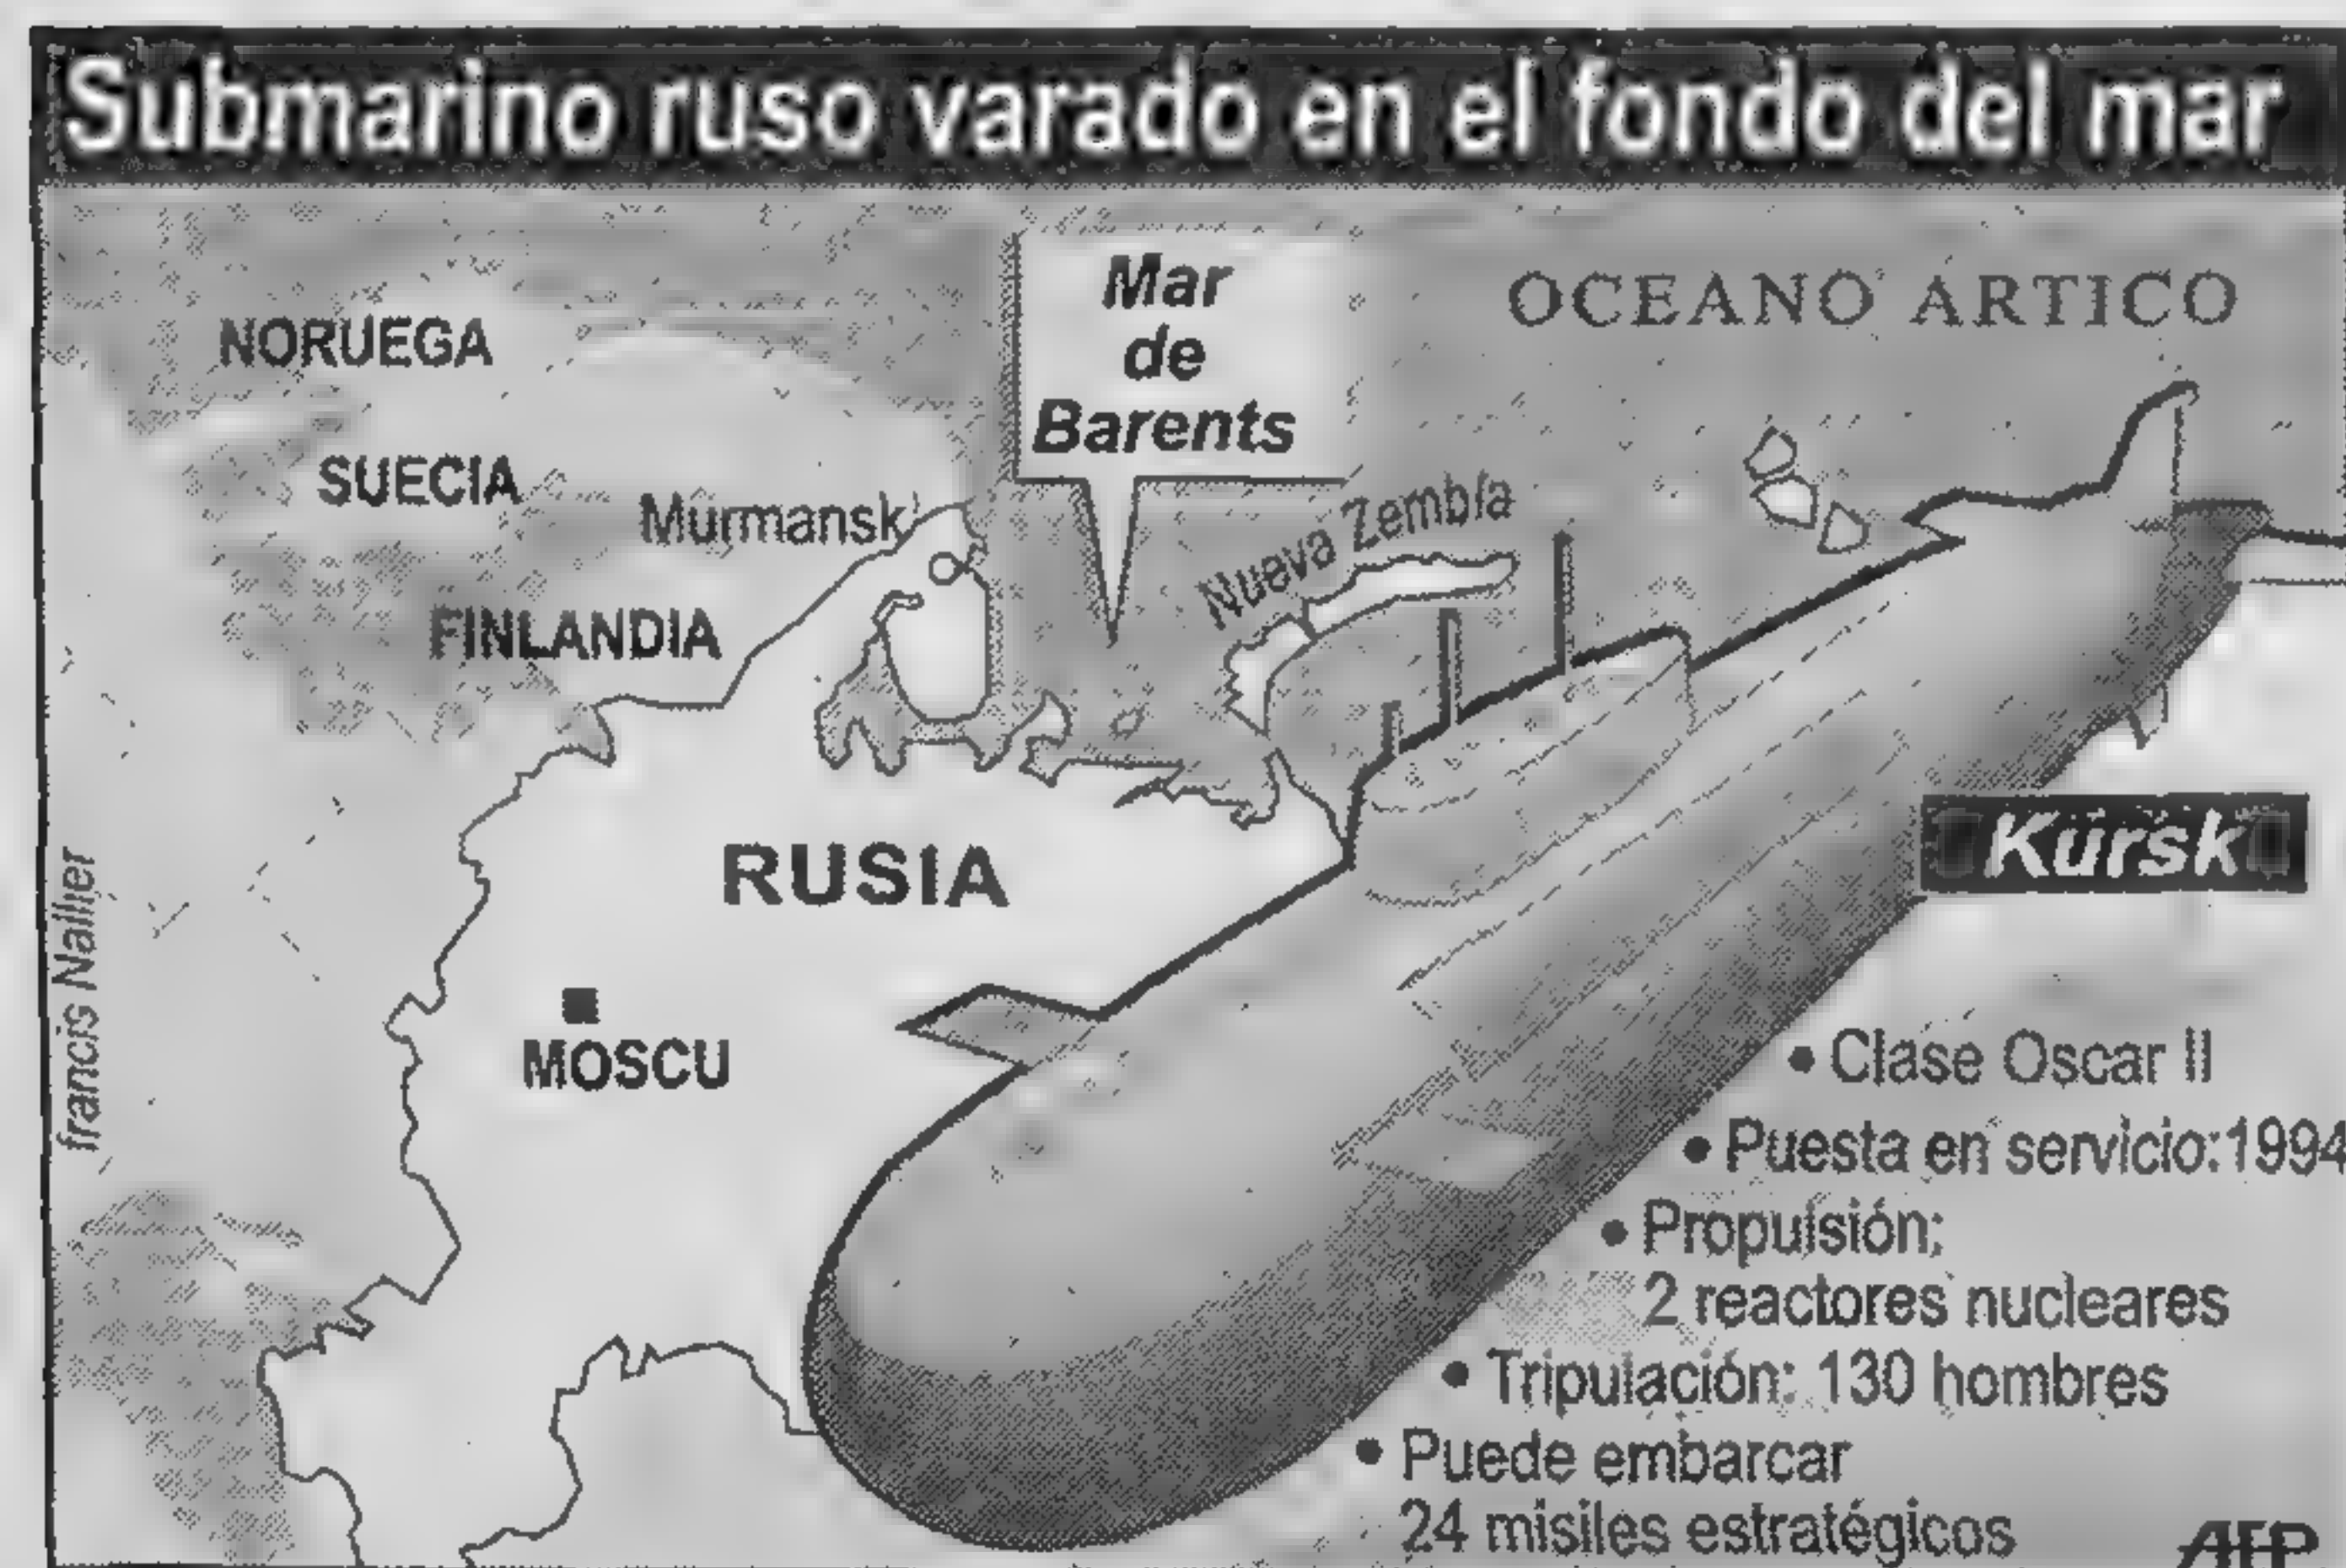 Submarino ruso varado en el fondo del mar
Mar
de
Barents
OCEANO ARTICO
NORUEGA
SUECIA
Murmansk
Nueva Zembla
FINLANDIA
RUSIA
Kursk
MOSCU
francis Nallier
• Clase Oscar II
• Puesta en servicio:1994
• Propulsión:
2 reactores nucleares
• Tripulación: 130 hombres
• Puede embarcar
24 misiles estratégicos
AFP